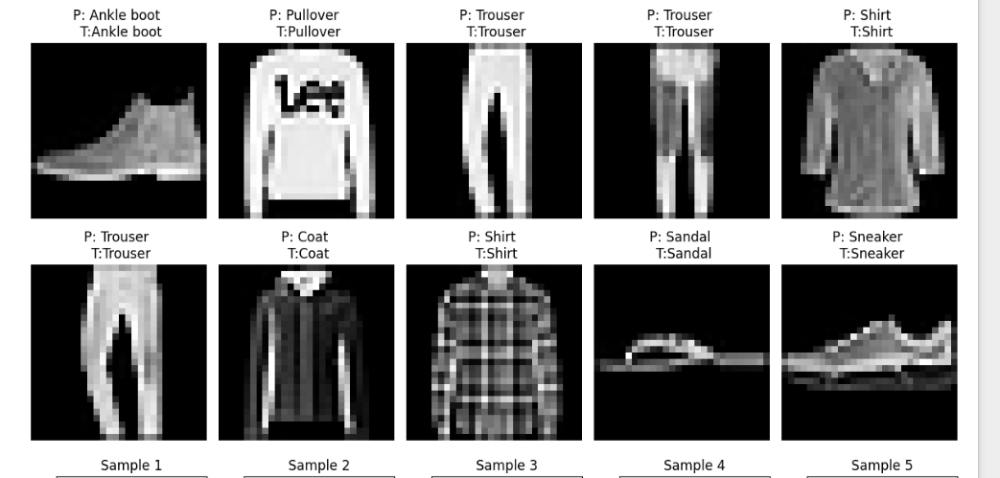 P: Ankle boot
T:Ankle boot
P: Pullover
T:Pullover
P: Trouser
T:Trouser
P: Trouser
T:Trouser
P: Shirt
T:Shirt
Lee
P: Trouser
T:Trouser
P: Coat
T:Coat
P: Shirt
T:Shirt
P: Sandal
T:Sandal
P: Sneaker
T:Sneaker
Sample 1
Sample 2
Sample 3
Sample 4
Sample 5